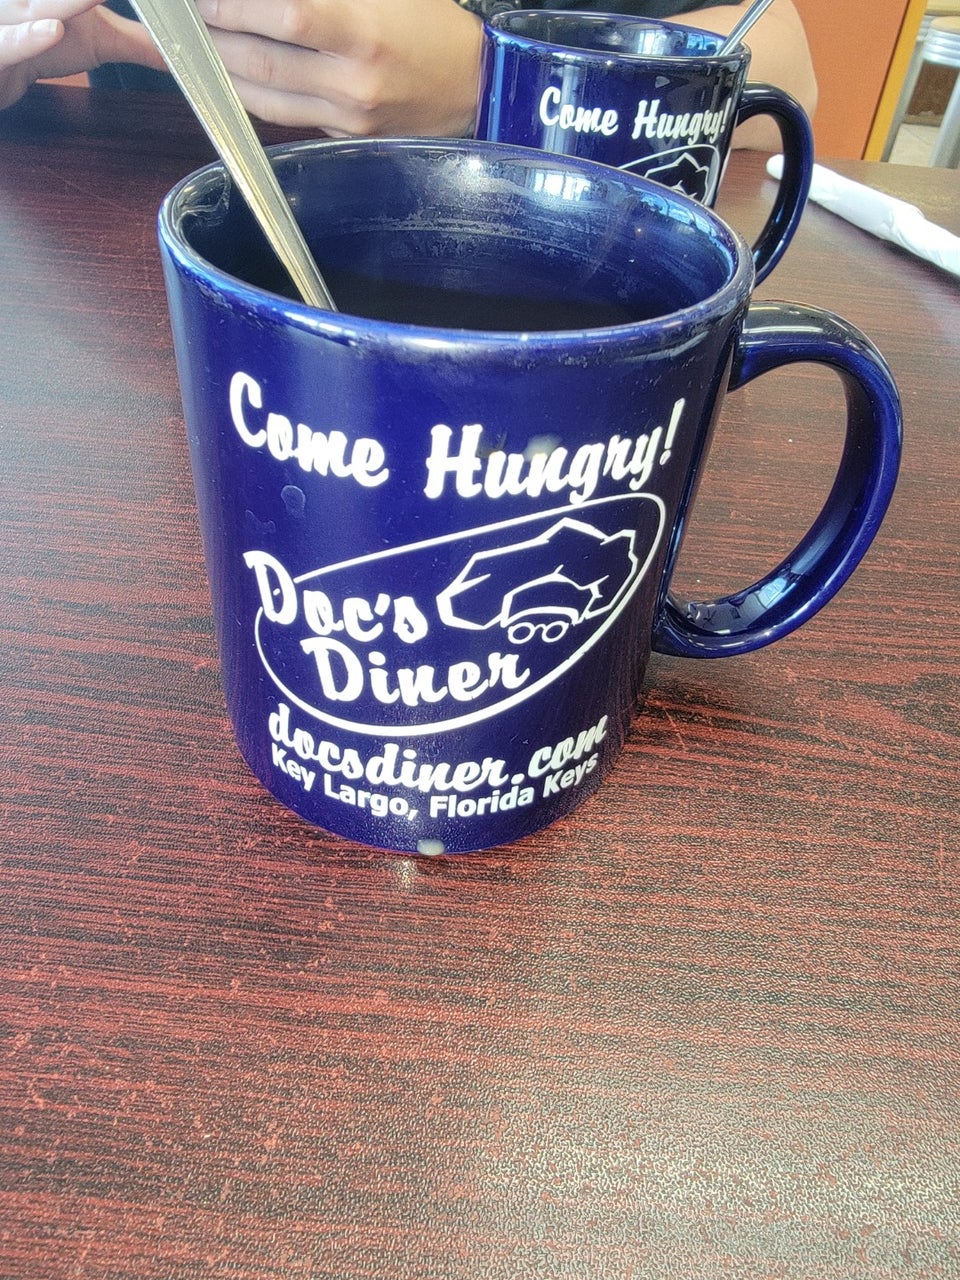 Come Hungry!
Come Hungry!
Doc's
Diner
docsdiner.com
Key Largo, Florida Keys